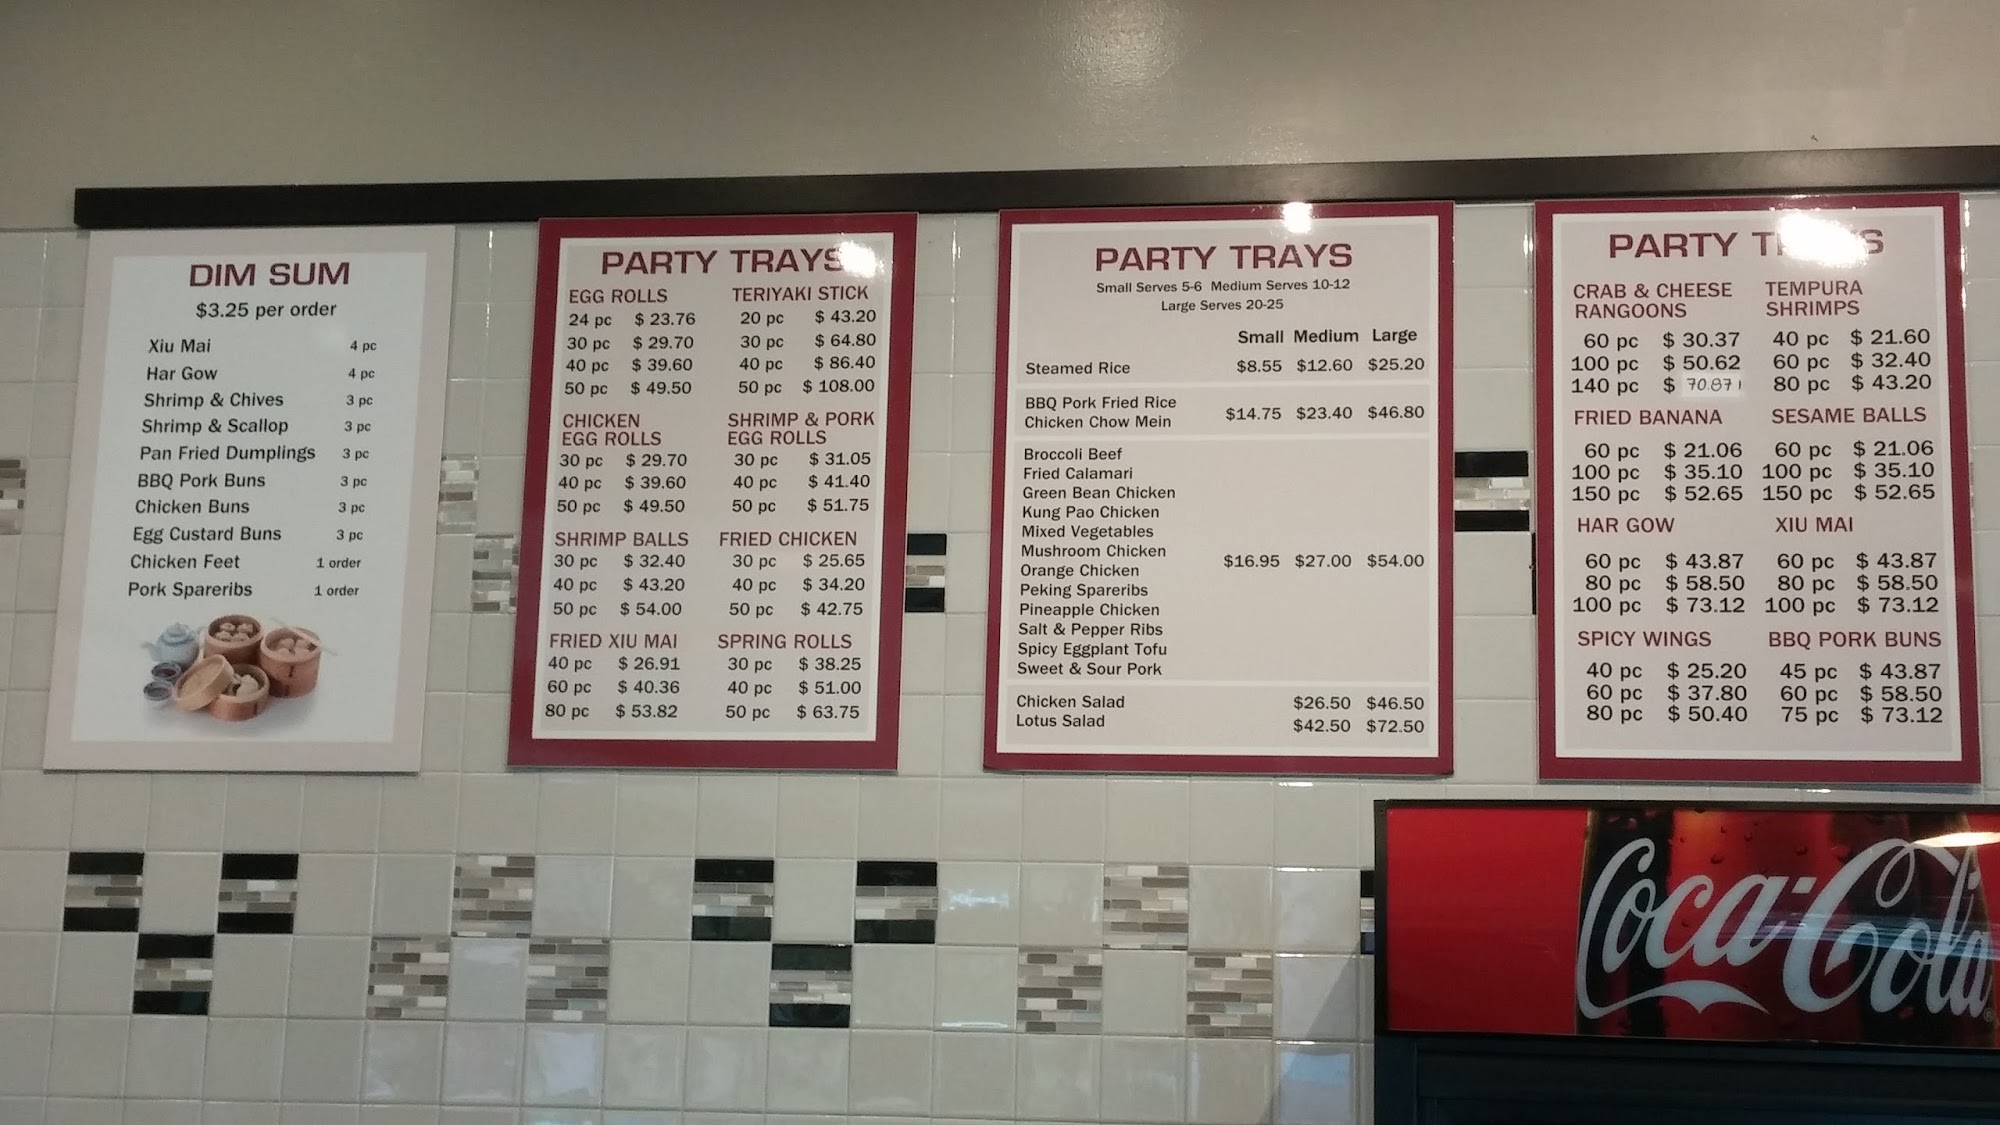 DIM SUM
$3.25 per order
Xiu Mai 4 pc
Har Gow 4 pc
Shrimp & Chives 3 pc
Shrimp & Scallop 3 pc
Pan Fried Dumplings 3 pc
BBQ Pork Buns 3 pc
Chicken Buns 3 pc
Egg Custard Buns 3 pc
Chicken Feet 1 order
Pork Spareribs 1 order
PARTY TRAYS
EGG ROLLS
24 pc $ 23.76
30 pc $ 29.70
40 pc $ 39.60
50 pc $ 49.50
TERIYAKI STICK
20 pc $ 43.20
30 pc $ 64.80
40 pc $ 86.40
50 pc $ 108.00
CHICKEN
EGG ROLLS
30 pc $ 29.70
40 pc $ 39.60
50 pc $ 49.50
SHRIMP & PORK
EGG ROLLS
30 pc $ 31.05
40 pc $ 41.40
50 pc $ 51.75
SHRIMP BALLS
30 pc $ 32.40
40 pc $ 43.20
50 pc $ 54.00
FRIED CHICKEN
30 pc $ 25.65
40 pc $ 34.20
50 pc $ 42.75
FRIED XIU MAI
40 pc $ 26.91
60 pc $ 40.36
80 pc $ 53.82
SPRING ROLLS
30 pc $ 38.25
40 pc $ 51.00
50 pc $ 63.75
PARTY TRAYS
Small Serves 5-6 Medium Serves 10-12
Large Serves 20-25
Small Medium Large
Steamed Rice $8.55 $12.60 $25.20
BBQ Pork Fried Rice
Chicken Chow Mein
$14.75 $23.40 $46.80
Broccoli Beef
Fried Calamari
Green Bean Chicken
Kung Pao Chicken
Mixed Vegetables
Mushroom Chicken
Orange Chicken
Peking Spareribs
Pineapple Chicken
Salt & Pepper Ribs
Spicy Eggplant Tofu
Sweet & Sour Pork
$16.95 $27.00 $54.00
Chicken Salad $26.50 $46.50
Lotus Salad $42.50 $72.50
PARTY TRAYS
CRAB & CHEESE
RANGOONS
60 pc $ 30.37
100 pc $ 50.62
140 pc $ 70.87
TEMPURA
SHRIMPS
40 pc $ 21.60
60 pc $ 32.40
80 pc $ 43.20
FRIED BANANA
60 pc $ 21.06
100 pc $ 35.10
150 pc $ 52.65
SESAME BALLS
60 pc $ 21.06
100 pc $ 35.10
150 pc $ 52.65
HAR GOW
60 pc $ 43.87
80 pc $ 58.50
100 pc $ 73.12
XIU MAI
60 pc $ 43.87
80 pc $ 58.50
100 pc $ 73.12
SPICY WINGS
40 pc $ 25.20
60 pc $ 37.80
80 pc $ 50.40
BBQ PORK BUNS
45 pc $ 43.87
60 pc $ 58.50
75 pc $ 73.12
Coca-Cola